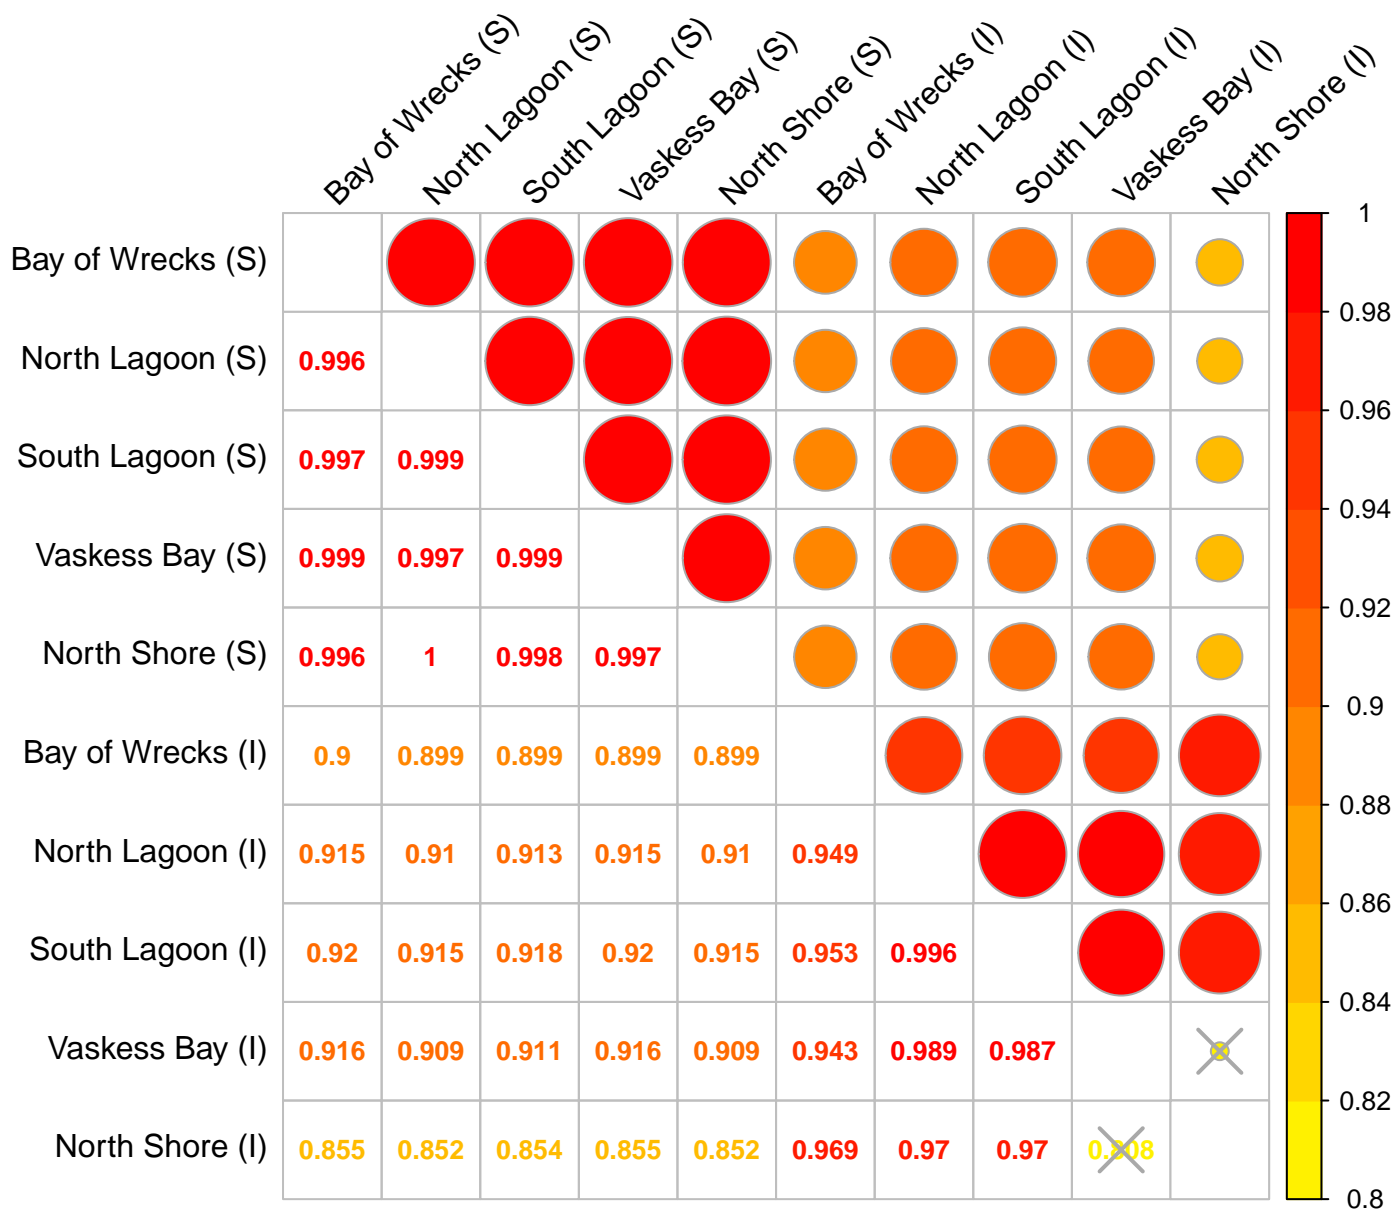 Bay of Wrecks (S)
North Lagoon (S)
South Lagoon (S)
Vaskess Bay (S)
North Shore (S)
Bay of Wrecks (I)
North Lagoon (I)
South Lagoon (I)
Vaskess Bay (I)
North Shore (I)
Bay of Wrecks (S)
North Lagoon (S) 0.996
South Lagoon (S) 0.997 0.999
Vaskess Bay (S) 0.999 0.997 0.999
North Shore (S) 0.996 1 0.998 0.997
Bay of Wrecks (I) 0.9 0.899 0.899 0.899 0.899
North Lagoon (I) 0.915 0.91 0.913 0.915 0.91 0.949
South Lagoon (I) 0.92 0.915 0.918 0.92 0.915 0.953 0.996
Vaskess Bay (I) 0.916 0.909 0.911 0.916 0.909 0.943 0.989 0.987
North Shore (I) 0.855 0.852 0.854 0.855 0.852 0.969 0.97 0.97 0.808
1
0.98
0.96
0.94
0.92
0.9
0.88
0.86
0.84
0.82
0.8